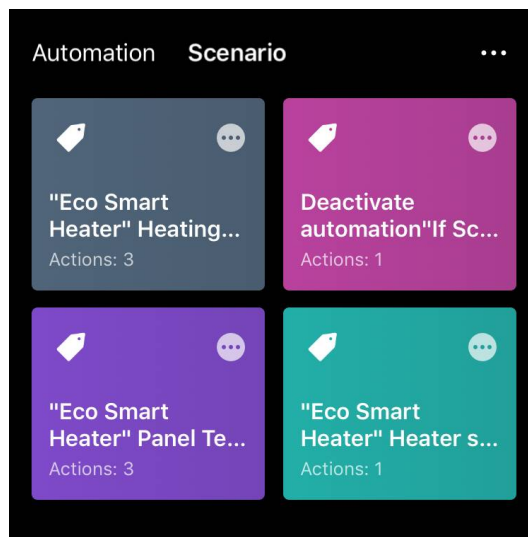 Automation Scenario
"Eco Smart
Heater" Heating...
Actions: 3
Deactivate
automation"If Sc...
Actions: 1
"Eco Smart
Heater" Panel Te...
Actions: 3
"Eco Smart
Heater" Heater s...
Actions: 1